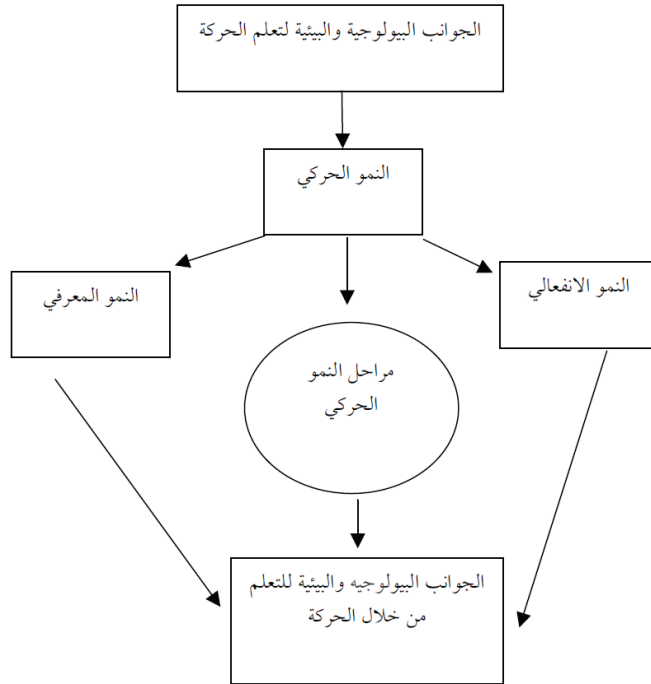 الجوانب البيولوجية والبيئية لتعلم الحركة
النمو الحركي
النمو الانفعالي
النمو المعرفي
مراحل النمو
الحركي
الجوانب البيولوجيه والبيئية للتعلم
من خلال الحركة